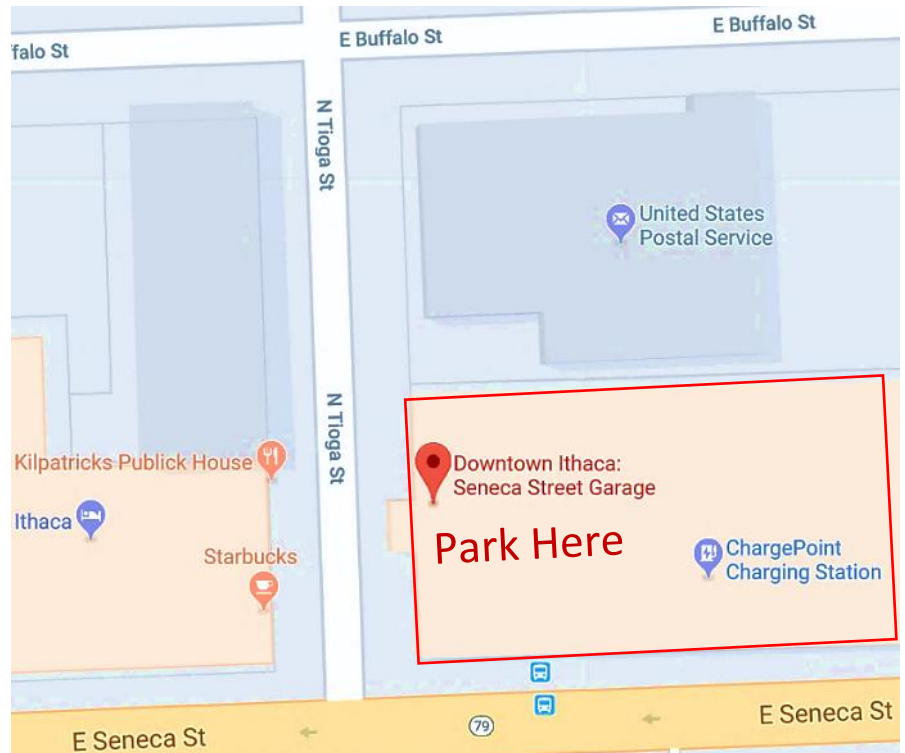 falo St
E Buffalo St
E Buffalo St
N Tioga St
United States
Postal Service
N Tioga St
Kilpatricks Publick House
Downtown Ithaca:
Seneca Street Garage
Ithaca
Park Here
Starbucks
ChargePoint
Charging Station
79
E Seneca St
E Seneca St